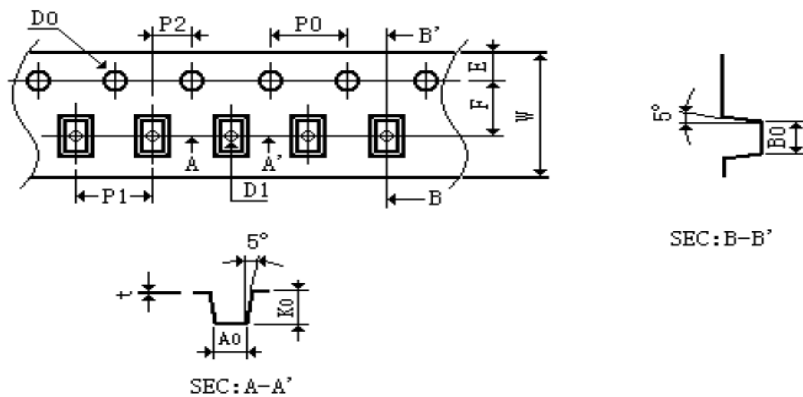 D0
P2
P0
B'
E
F
W
A
A'
P1
D1
B
5°
B0
SEC:B-B'
5°
t
K0
A0
SEC:A-A'